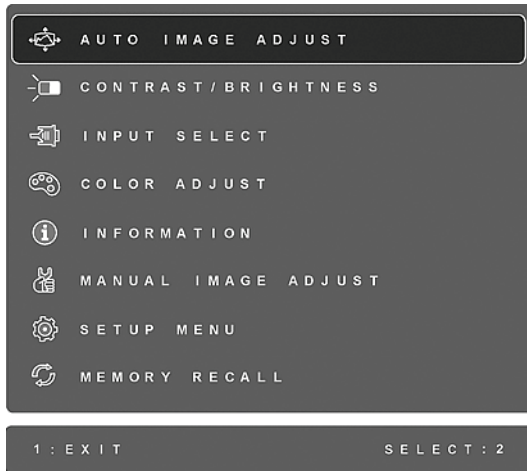 AUTO IMAGE ADJUST
CONTRAST/BRIGHTNESS
INPUT SELECT
COLOR ADJUST
INFORMATION
MANUAL IMAGE ADJUST
SETUP MENU
MEMORY RECALL
1:EXIT SELECT:2